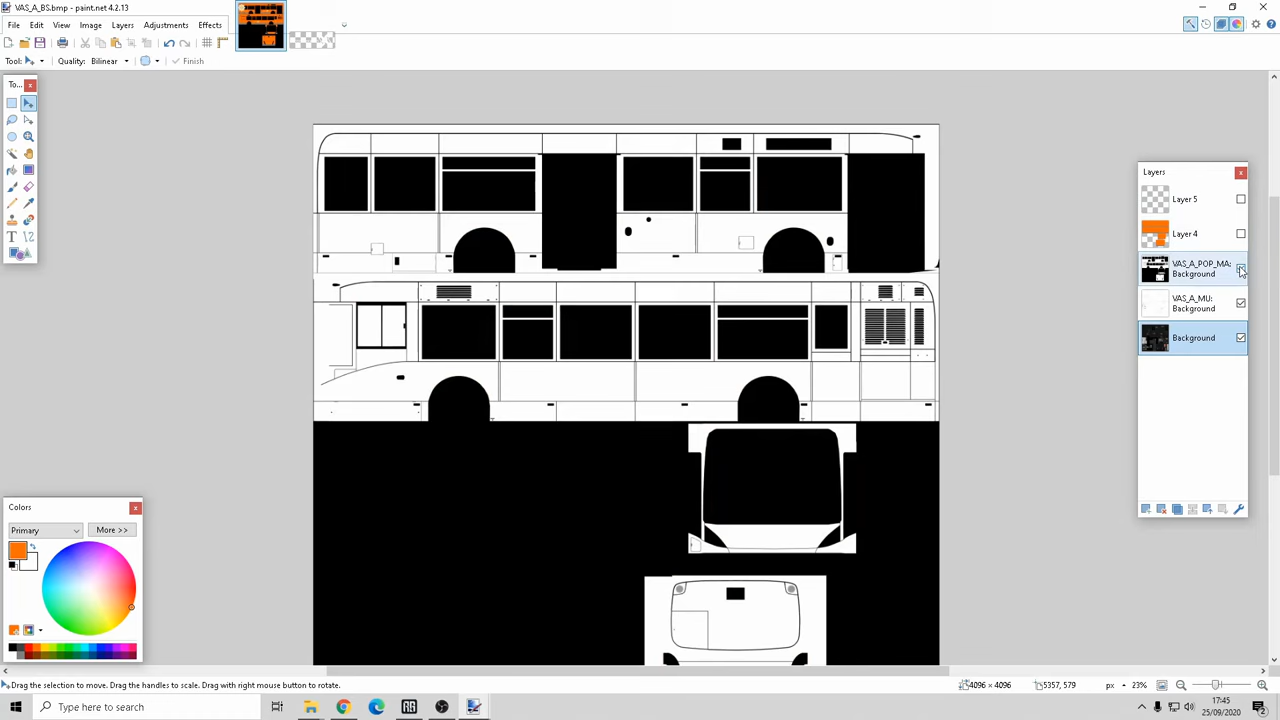 VAS_A_BS.bmp - paint.net 4.2.13
File Edit View Image Layers Adjustments Effects
Tool: Quality: Bilinear Finish
To...
Layers
Layer 5
Layer 4
VAS_A_POP_MA:
Background
VAS_A_MU:
Background
Background
Colors
Primary More >>
Drag the selection to move. Drag the handles to scale. Drag with right mouse button to rotate.
4096 × 4096 5357, 579 px 23%
Type here to search
17:45
25/09/2020
2